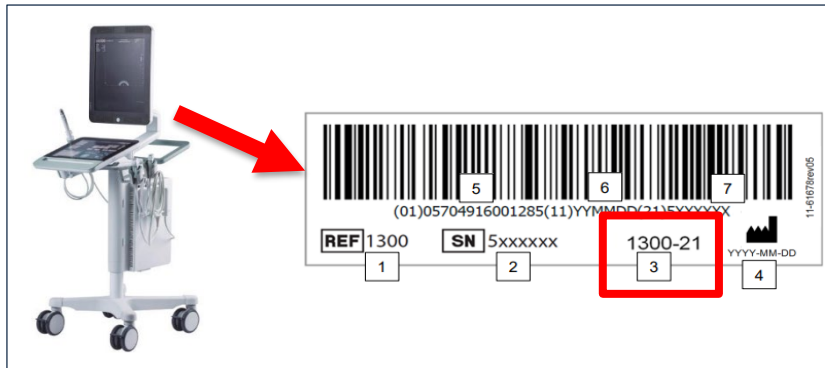 5 6 7
(01)05704916001285(11)YYMMDD(21)5XXXXXX
REF 1300 SN 5xxxxxx 1300-21
YYYY-MM-DD
1 2 3 4
11-61678rev05